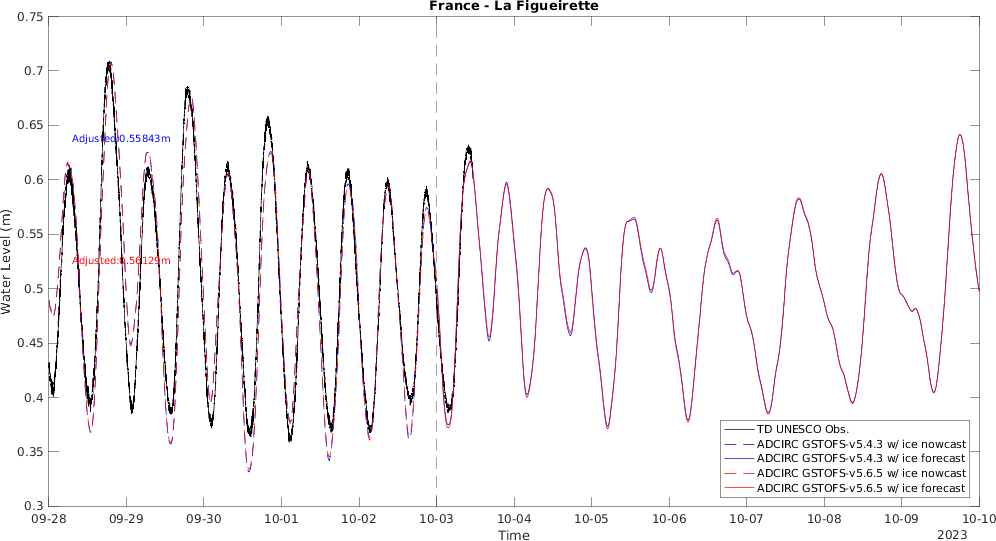 France - La Figueirette
0.75
0.7
0.65
0.6
0.55
0.5
0.45
0.4
0.35
0.3
Water Level (m)
Adjusted:0.55843m
Adjusted:0.56129m
TD UNESCO Obs.
ADCIRC GSTOFS-v5.4.3 w/ ice nowcast
ADCIRC GSTOFS-v5.4.3 w/ ice forecast
ADCIRC GSTOFS-v5.6.5 w/ ice nowcast
ADCIRC GSTOFS-v5.6.5 w/ ice forecast
09-28 09-29 09-30 10-01 10-02 10-03 10-04 10-05 10-06 10-07 10-08 10-09 10-10
Time
2023